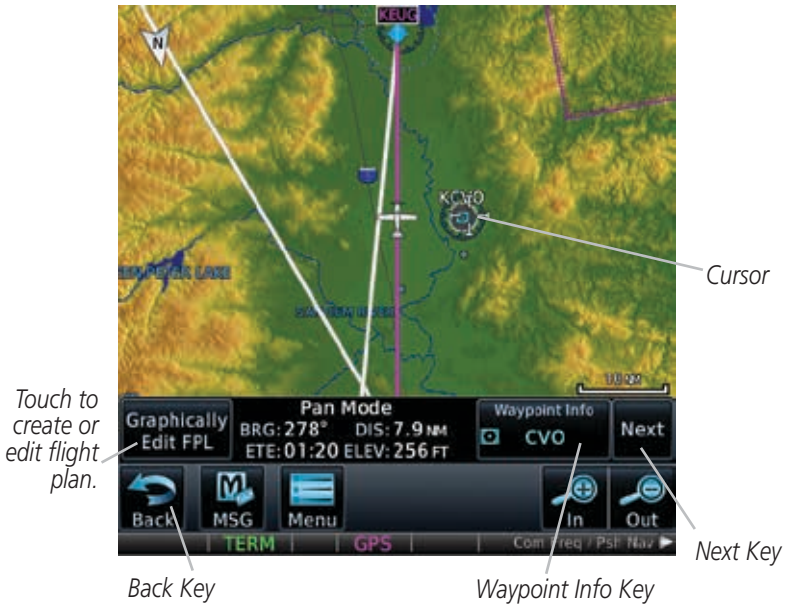 KEUG
N
KCVO
Cursor
10 NM
Touch to
create or
edit flight
plan.
Graphically
Edit FPL
Pan Mode
BRG: 278° DIS: 7.9 NM
ETE: 01:20 ELEV: 256 FT
Waypoint Info
CVO
Next
Back
MSG
Menu
In
Out
TERM
GPS
Com Freq / Psh Nav
Next Key
Back Key
Waypoint Info Key